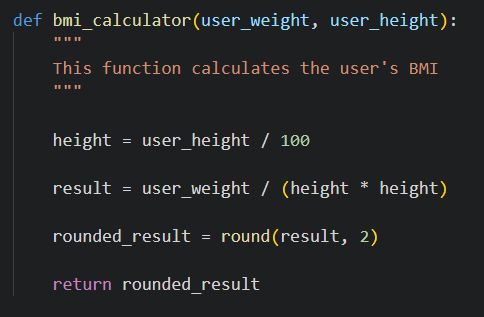 def bmi_calculator(user_weight, user_height):
    """
    This function calculates the user's BMI
    """
    height = user_height / 100
    result = user_weight / (height * height)
    rounded_result = round(result, 2)
    return rounded_result